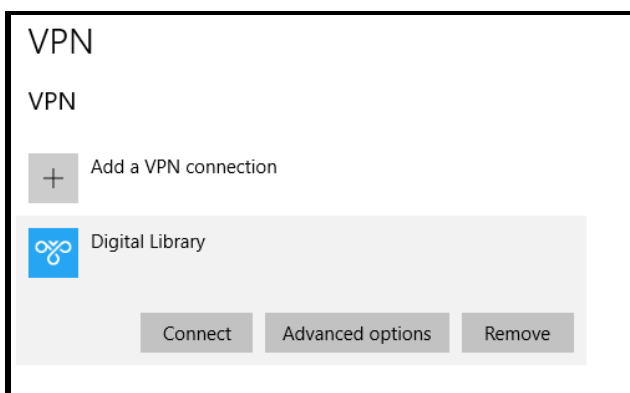 VPN
VPN
Add a VPN connection
Digital Library
Connect Advanced options Remove